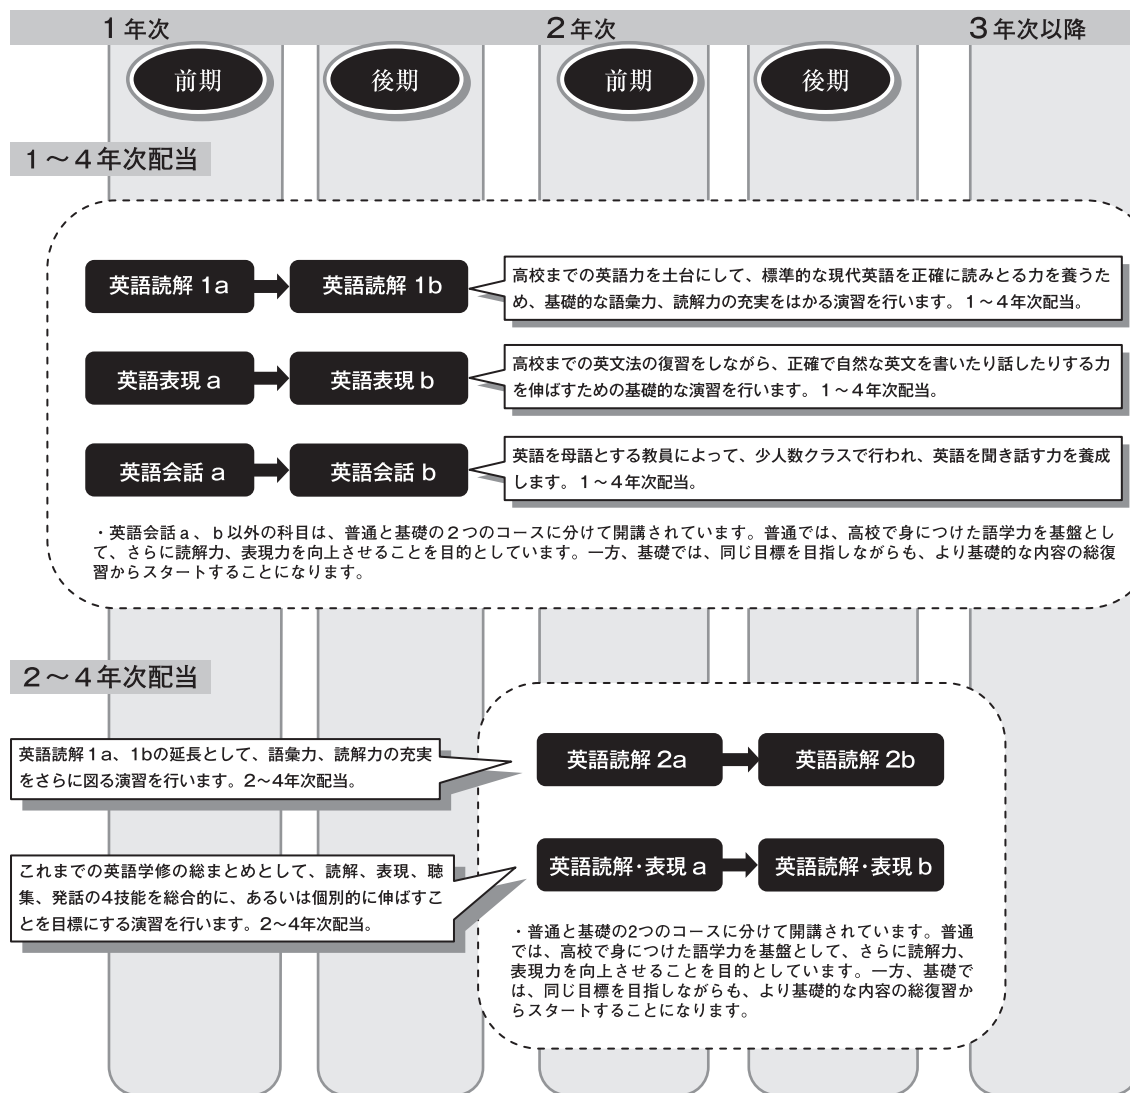 1年次 2年次 3年次以降
前期 後期 前期 後期
1～4年次配当
英語読解 1a 英語読解 1b
高校までの英語力を土台にして、標準的な現代英語を正確に読みとる力を養うた
め、基礎的な語彙力、読解力の充実をはかる演習を行います。1～4年次配当。
英語表現 a 英語表現 b
高校までの英文法の復習をしながら、正確で自然な英文を書いたり話したりする力
を伸ばすための基礎的な演習を行います。1～4年次配当。
英語会話 a 英語会話 b
英語を母語とする教員によって、少人数クラスで行われ、英語を聞き話す力を養成
します。1～4年次配当。
・英語会話a、b以外の科目は、普通と基礎の2つのコースに分けて開講されています。普通では、高校で身につけた語学力を基盤とし
て、さらに読解力、表現力を向上させることを目的としています。一方、基礎では、同じ目標を目指しながらも、より基礎的な内容の総復
習からスタートすることになります。
2～4年次配当
英語読解1a、1bの延長として、語彙力、読解力の充実
をさらに図る演習を行います。2～4年次配当。
英語読解 2a 英語読解 2b
これまでの英語学修の総まとめとして、読解、表現、聴
集、発話の4技能を総合的に、あるいは個別的に伸ばすこ
とを目標にする演習を行います。2～4年次配当。
英語読解・表現 a 英語読解・表現 b
・普通と基礎の2つのコースに分けて開講されています。普通
では、高校で身につけた語学力を基盤として、さらに読解力、
表現力を向上させることを目的としています。一方、基礎で
は、同じ目標を目指しながらも、より基礎的な内容の総復習か
らスタートすることになります。